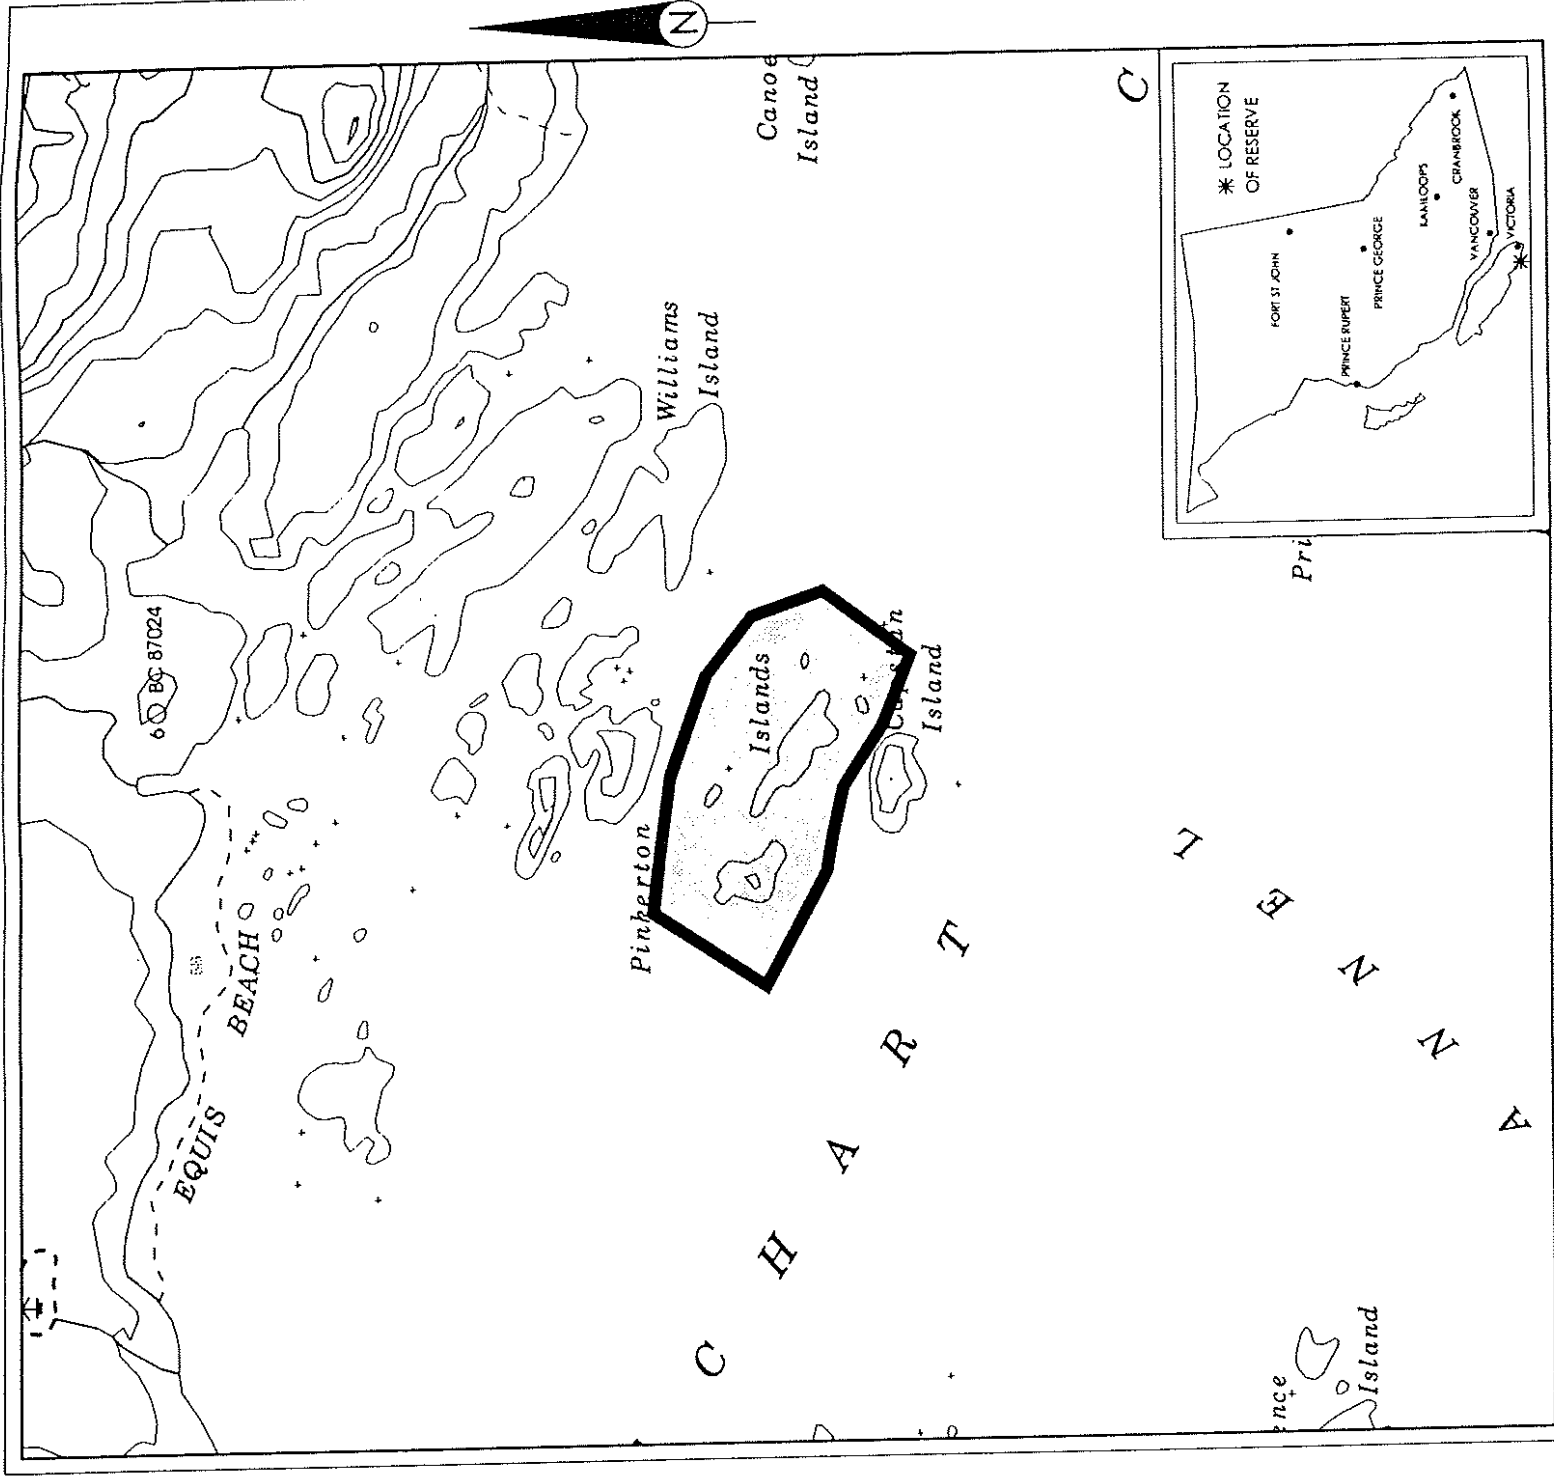 N
Canoe
Island
C
BC 87024
6
Williams
Island
BEACH
EQUIS
Pinkerton
Islands
Island
CHART
Pri
L
E
N
N
A
nce
Island
✳ LOCATION
OF RESERVE
FORT ST JOHN
PRINCE RUPERT
PRINCE GEORGE
KAMLOOPS
CRANBROOK
VANCOUVER
VICTORIA